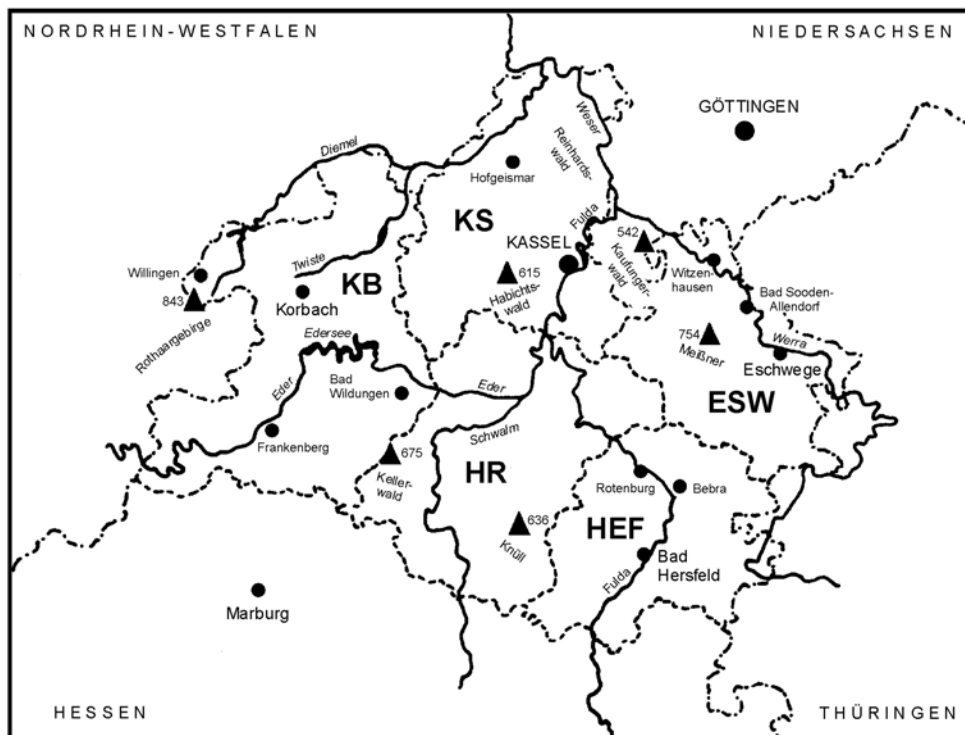 NORDRHEIN-WESTFALEN
NIEDERSACHSEN
GÖTTINGEN
Weser
Reinhards-
wald
Diemel
Hofgeismar
KS
Fulda
KASSEL
542
Kaufunger-
wald
Witzen-
hausen
Willingen
843
Rothaargebirge
Twiste
KB
Korbach
615
Habichts-
wald
Bad Sooden-
Allendorf
754
Meißner
Werra
Eschwege
Edersee
Eder
Bad
Wildungen
Eder
ESW
Frankenberg
Schwalm
675
Keller-
wald
HR
Rotenburg
Bebra
636
Knüll
HEF
Bad
Hersfeld
Fulda
Marburg
HESSEN
THÜRINGEN